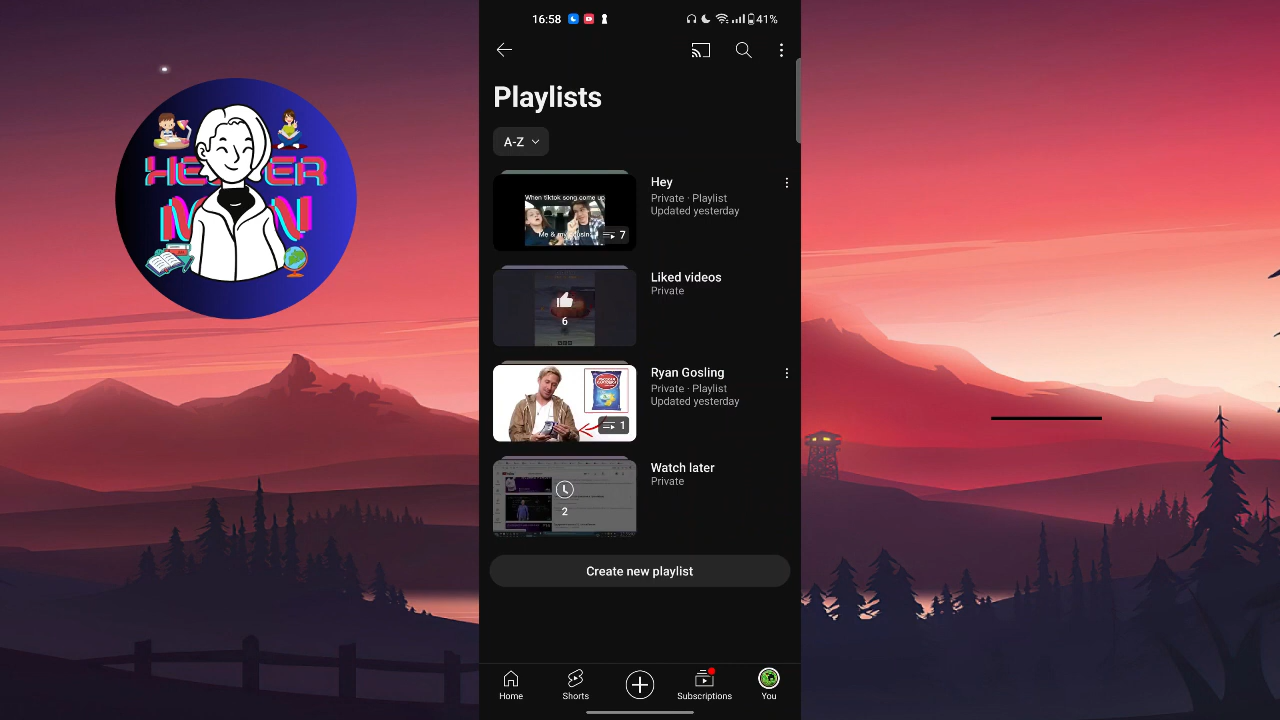 16:58
41%
Playlists
A-Z
When tiktok song come up
7
Hey
Private · Playlist
Updated yesterday
6
Liked videos
Private
1
Ryan Gosling
Private · Playlist
Updated yesterday
2
Watch later
Private
Create new playlist
Home
Shorts
Subscriptions
You